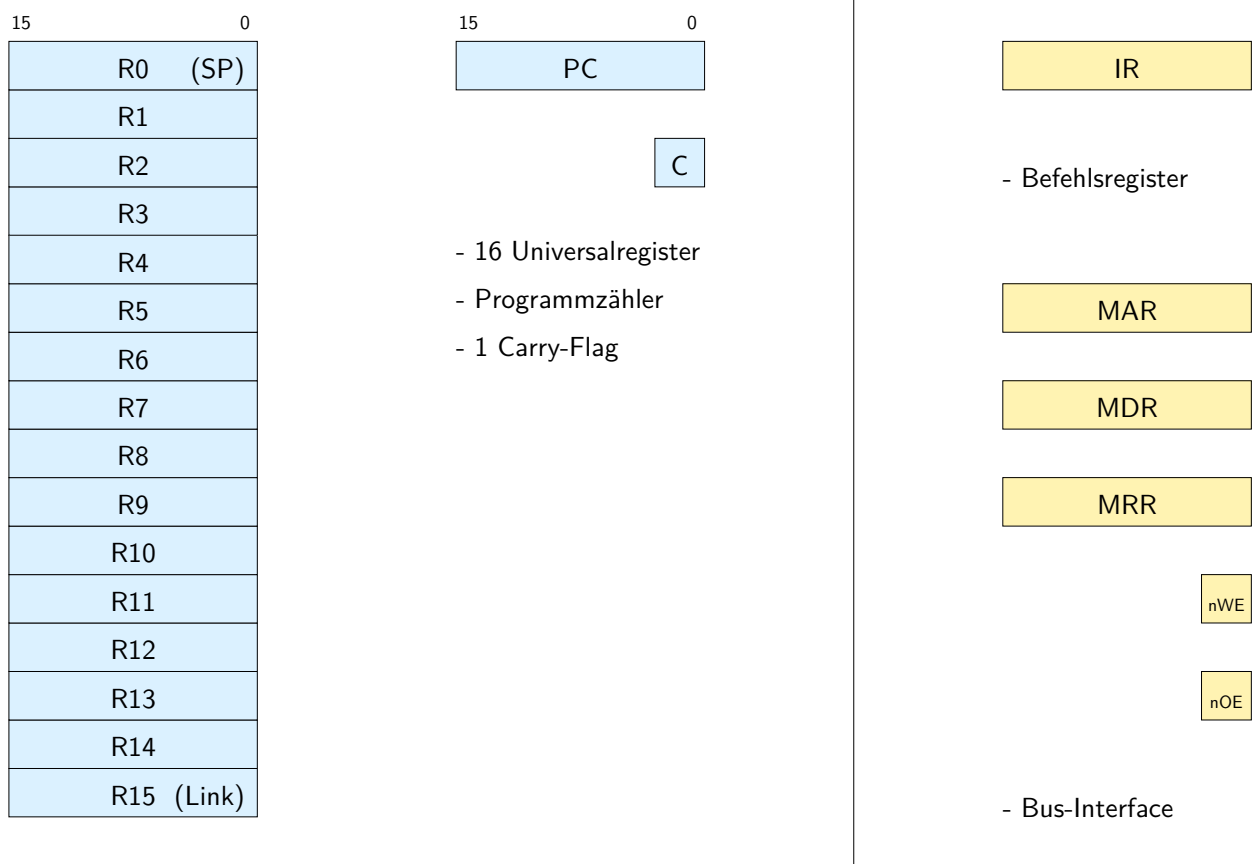 15 0
R0 (SP)
R1
R2
R3
R4
R5
R6
R7
R8
R9
R10
R11
R12
R13
R14
R15 (Link)
15 0
PC
C
- 16 Universalregister
- Programmzähler
- 1 Carry-Flag
IR
- Befehlsregister
MAR
MDR
MRR
nWE
nOE
- Bus-Interface